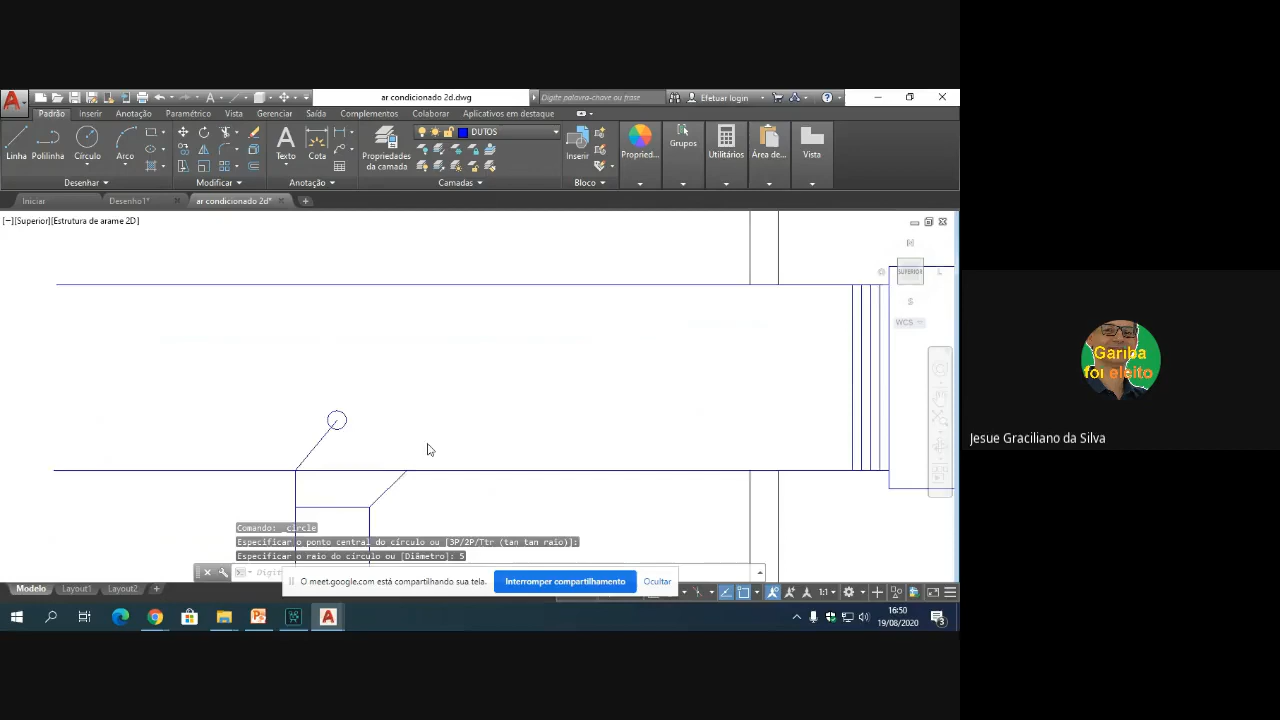 ar condicionado 2d.dwg
Digite palavra-chave ou frase
Efetuar login
Padrão Inserir Anotação Paramétrico Vista Gerenciar Saída Complementos Colaborar Aplicativos em destaque
Linha Polilinha Círculo Arco
Texto Cota
Propriedades da camada
DUTOS
Inserir
Propried...
Grupos
Utilitários
Área de...
Vista
Desenhar Modificar Anotação Camadas Bloco
Iniciar Desenho1* ar condicionado 2d*
[−][Superior][Estrutura de arame 2D]
N
SUPERIOR
L
S
WCS
Gariba
foi eleito
Jesue Graciliano da Silva
Comando: _circle
Especificar o ponto central do círculo ou [3P/2P/Ttr (tan tan raio)]:
Especificar o raio do círculo ou [Diâmetro]: 5
Digit
O meet.google.com está compartilhando sua tela.
Interromper compartilhamento
Ocultar
Modelo Layout1 Layout2
1:1
16:50
19/08/2020
3